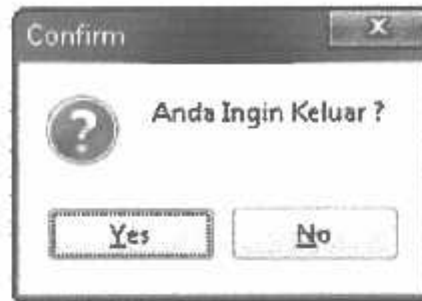 Confirm
Anda Ingin Keluar ?
Yes
No